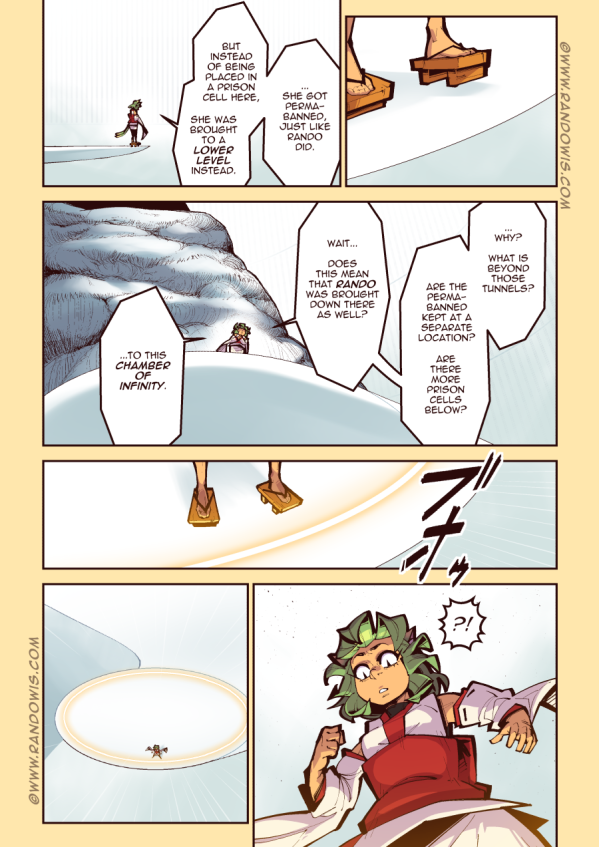 ...
SHE GOT
PERMA-
BANNED,
JUST LIKE
RANDO
DID.
BUT
INSTEAD
OF BEING
PLACED IN
A PRISON
CELL HERE,
SHE WAS
BROUGHT
TO A
LOWER
LEVEL
INSTEAD.
©WWW.RANDOWIS.COM
...
WHY?
WHAT IS
BEYOND
THOSE
TUNNELS?
ARE THE
PERMA-
BANNED
KEPT AT A
SEPARATE
LOCATION?
ARE
THERE
MORE
PRISON
CELLS
BELOW?
WAIT...
DOES
THIS MEAN
THAT RANDO
WAS BROUGHT
DOWN THERE
AS WELL?
...TO THIS
CHAMBER
OF
INFINITY.
ブ
ッ
?!
©WWW.RANDOWIS.COM